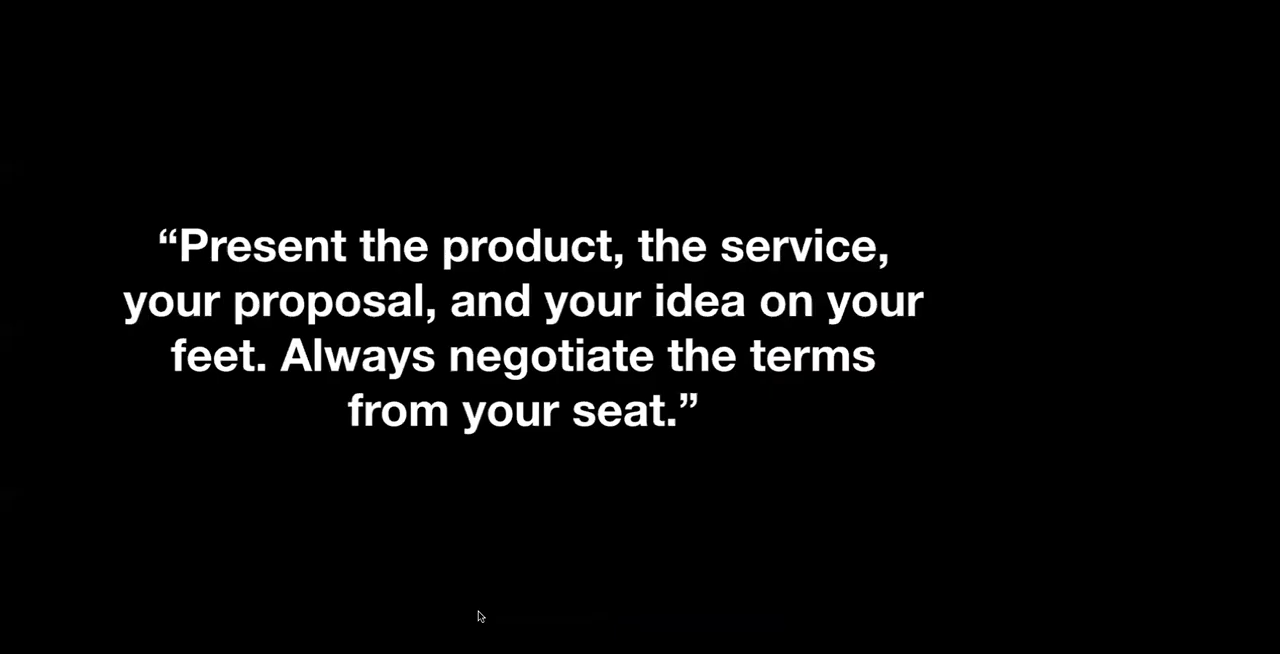 “Present the product, the service,
your proposal, and your idea on your
feet. Always negotiate the terms
from your seat.”